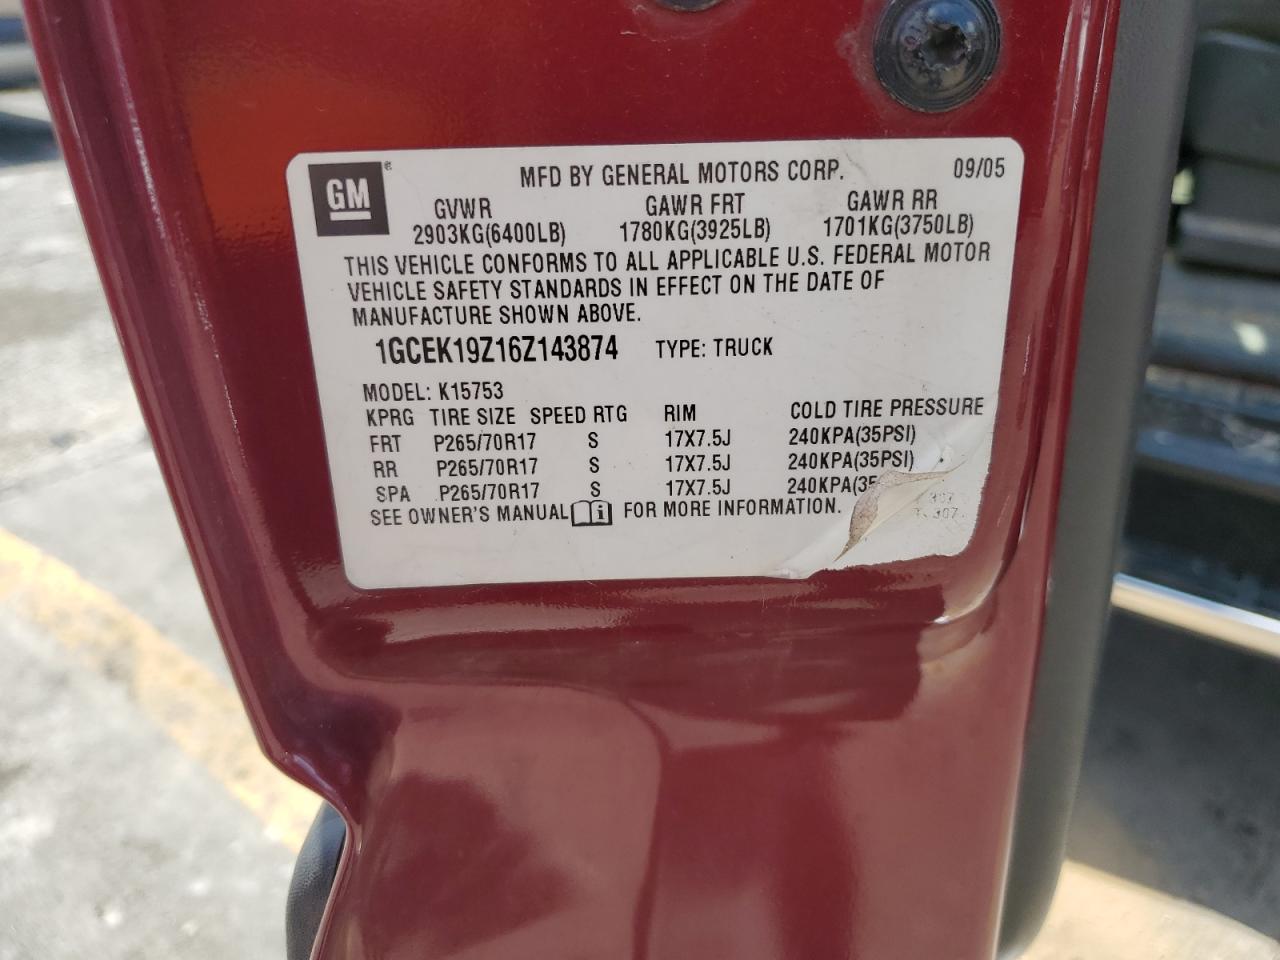 GM ® MFD BY GENERAL MOTORS CORP. 09/05
GVWR GAWR FRT GAWR RR
2903KG(6400LB) 1780KG(3925LB) 1701KG(3750LB)
THIS VEHICLE CONFORMS TO ALL APPLICABLE U.S. FEDERAL MOTOR
VEHICLE SAFETY STANDARDS IN EFFECT ON THE DATE OF
MANUFACTURE SHOWN ABOVE.
1GCEK19Z16Z143874 TYPE: TRUCK
MODEL: K15753
KPRG TIRE SIZE SPEED RTG RIM COLD TIRE PRESSURE
FRT P265/70R17 S 17X7.5J 240KPA(35PSI)
RR P265/70R17 S 17X7.5J 240KPA(35PSI)
SPA P265/70R17 S 17X7.5J 240KPA(35
SEE OWNER'S MANUAL i FOR MORE INFORMATION.
307